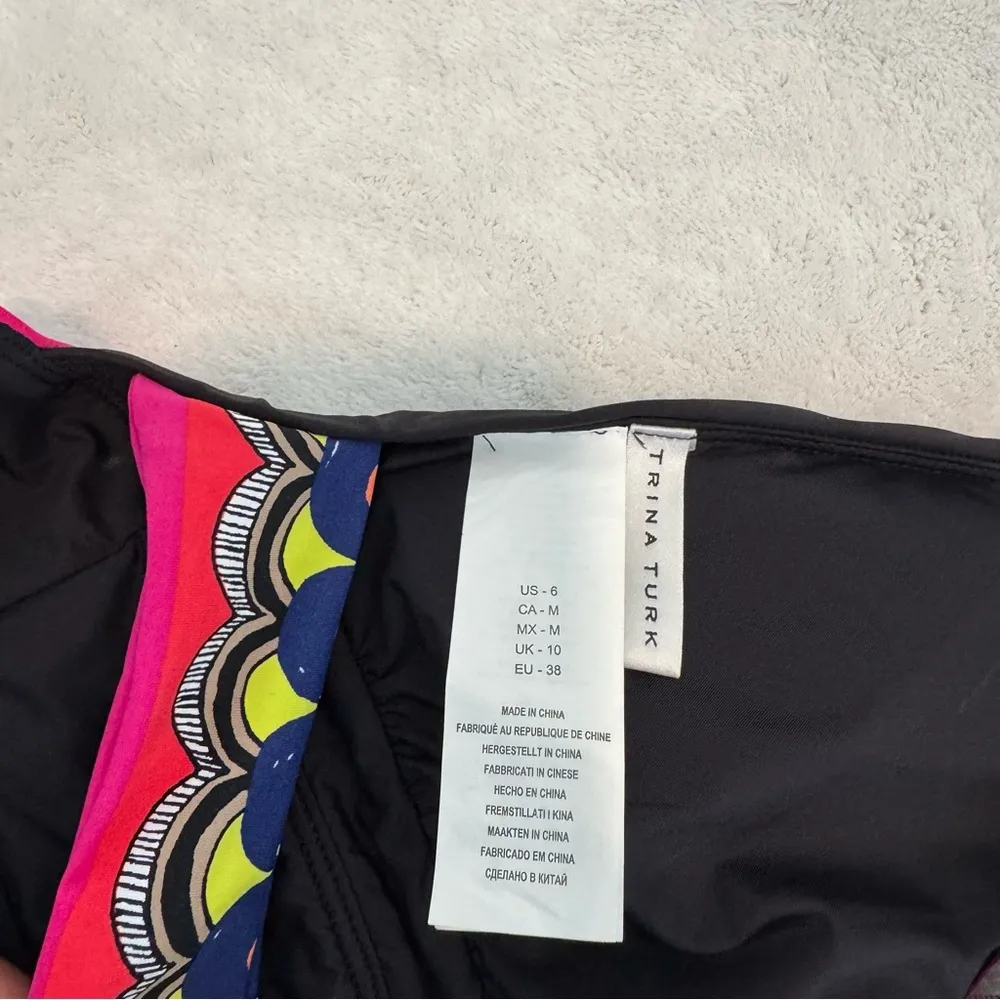 US - 6
CA - M
MX - M
UK - 10
EU - 38
MADE IN CHINA
FABRIQUÈ AU REPUBLIQUE DE CHINE
HERGESTELLT IN CHINA
FABBRICATI IN CINESE
HECHO EN CHINA
FREMSTILLATI I KINA
MAAKTEN IN CHINA
FABRICADO EM CHINA
СДЕЛАНО В КИТАЙ
TRINA TURK